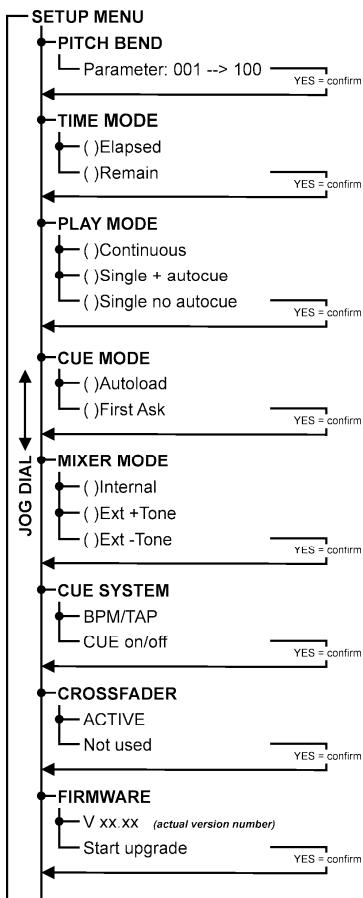 SETUP MENU
PITCH BEND
Parameter: 001 --> 100
YES = confirm
TIME MODE
( )Elapsed
( )Remain
YES = confirm
PLAY MODE
( )Continuous
( )Single + autocue
( )Single no autocue
YES = confirm
CUE MODE
( )Autoload
( )First Ask
YES = confirm
JOG DIAL
MIXER MODE
( )Internal
( )Ext +Tone
( )Ext -Tone
YES = confirm
CUE SYSTEM
BPM/TAP
CUE on/off
YES = confirm
CROSSFADER
ACTIVE
Not used
YES = confirm
FIRMWARE
V xx.xx (actual version number)
Start upgrade
YES = confirm